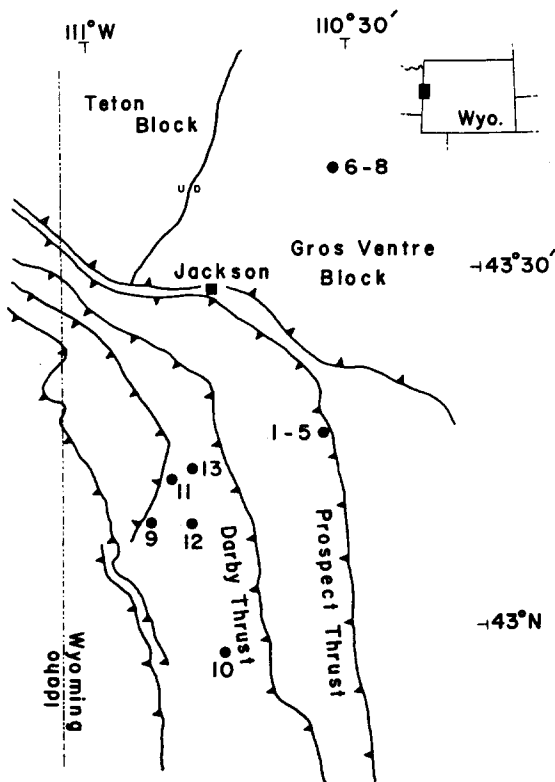 111°W
110°30′
Teton
Block
Wyo.
U D
6-8
Gros Ventre
Block
43°30′
Jackson
1-5
13
11
9
12
Darby Thrust
Prospect Thrust
43°N
10
Wyoming
Idaho